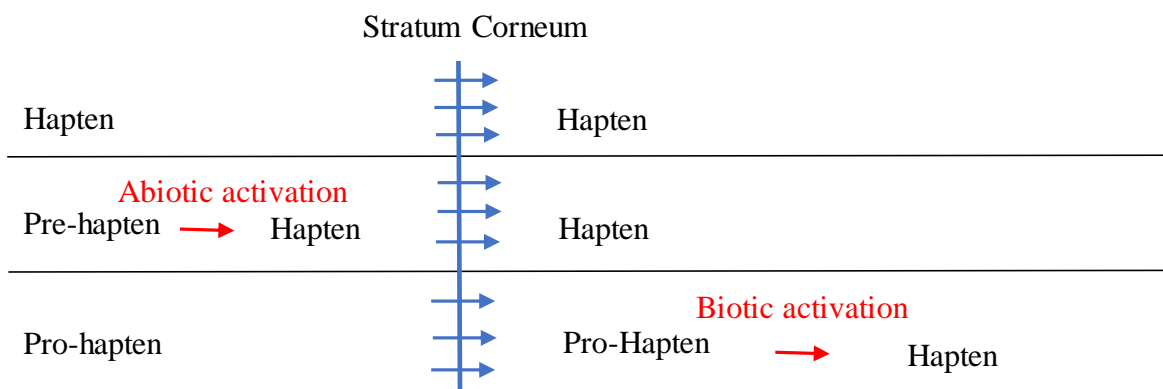 Stratum Corneum
Hapten
Hapten
Abiotic activation
Pre-hapten
Hapten
Hapten
Biotic activation
Pro-hapten
Pro-Hapten
Hapten